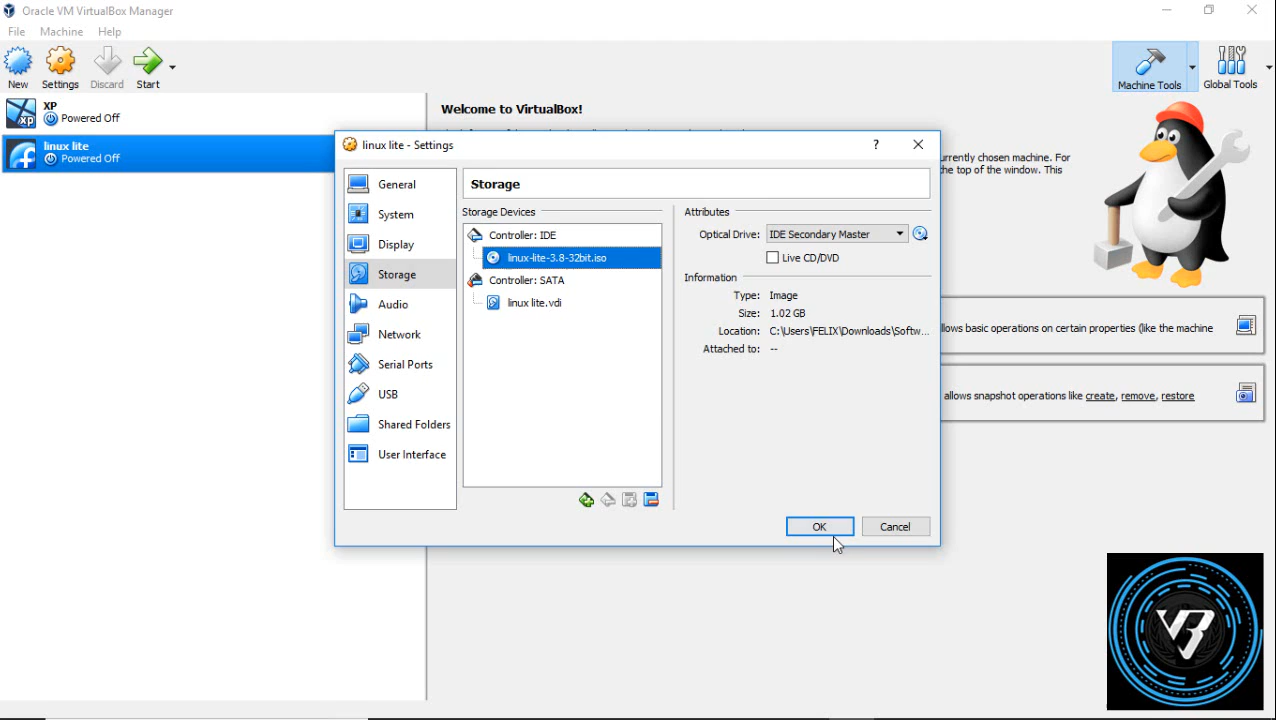 Oracle VM VirtualBox Manager
File Machine Help
New Settings Discard Start
Machine Tools Global Tools
XP
Powered Off
linux lite
Powered Off
Welcome to VirtualBox!
linux lite - Settings
urrently chosen machine. For
the top of the window. This
General
System
Display
Storage
Audio
Network
Serial Ports
USB
Shared Folders
User Interface
Storage
Storage Devices
Controller: IDE
linux-lite-3.8-32bit.iso
Controller: SATA
linux lite.vdi
Attributes
Optical Drive: IDE Secondary Master
Live CD/DVD
Information
Type: Image
Size: 1.02 GB
Location: C:\Users\FELIX\Downloads\Softw...
Attached to: --
OK Cancel
lows basic operations on certain properties (like the machine
allows snapshot operations like create, remove, restore